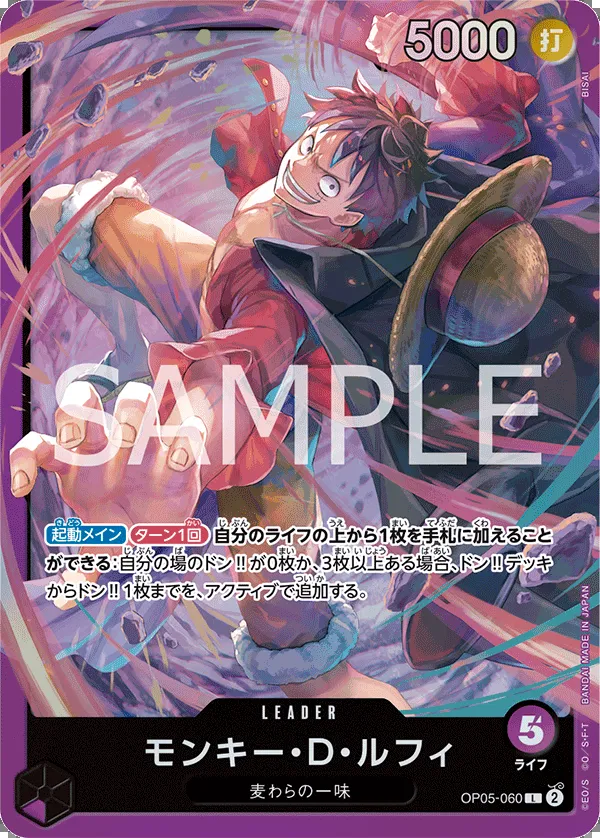 5000 打
BISAI
SAMPLE
起動メイン ターン1回 自分のライフの上から1枚を手札に加えること
ができる:自分の場のドン!!が0枚か、3枚以上ある場合、ドン!!デッキ
からドン!!1枚までを、アクティブで追加する。
LEADER
モンキー・D・ルフィ
麦わらの一味
5
ライフ
OP05-060 L 2
©E/S ©O/S・F・T BANDAI MADE IN JAPAN